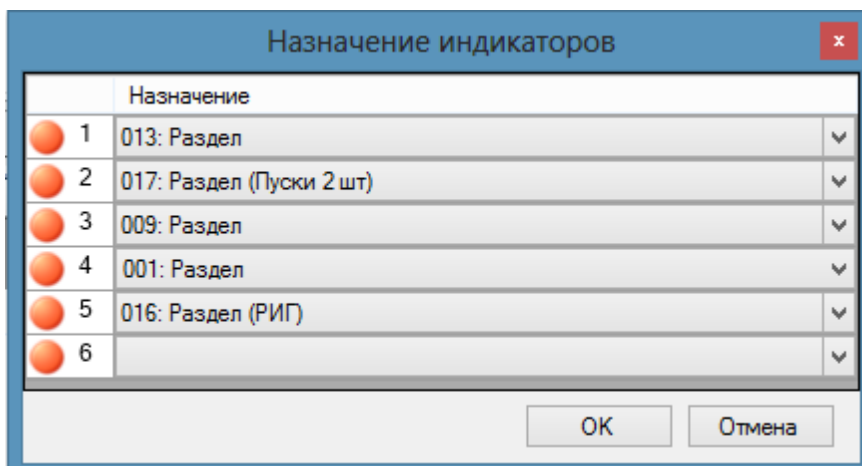 Назначение индикаторов
x
Назначение
1 013: Раздел
2 017: Раздел (Пуски 2 шт)
3 009: Раздел
4 001: Раздел
5 016: Раздел (РИГ)
6
OK Отмена